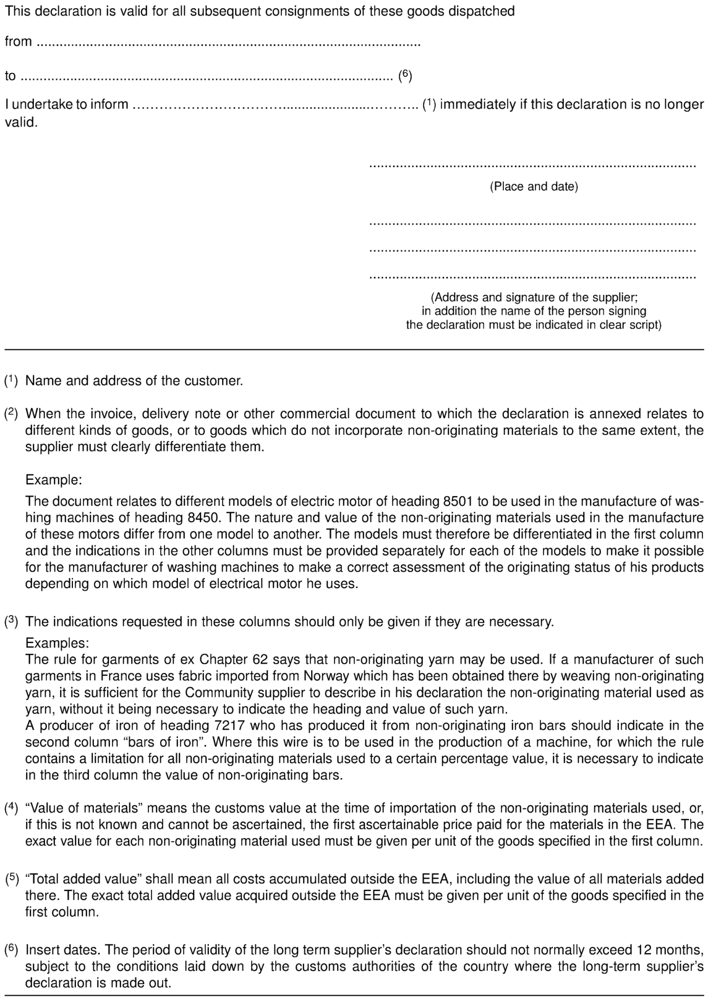 This declaration is valid for all subsequent consignments of these goods dispatched
from ......................................................................................................
to ................................................................................................... (6)
I undertake to inform ……………………………....………….. (1) immediately if this declaration is no longer
valid.
.......................................................................................
(Place and date)
.......................................................................................
.......................................................................................
.......................................................................................
(Address and signature of the supplier;
in addition the name of the person signing
the declaration must be indicated in clear script)
(1) Name and address of the customer.
(2) When the invoice, delivery note or other commercial document to which the declaration is annexed relates to
different kinds of goods, or to goods which do not incorporate non-originating materials to the same extent, the
supplier must clearly differentiate them.
Example:
The document relates to different models of electric motor of heading 8501 to be used in the manufacture of was-
hing machines of heading 8450. The nature and value of the non-originating materials used in the manufacture
of these motors differ from one model to another. The models must therefore be differentiated in the first column
and the indications in the other columns must be provided separately for each of the models to make it possible
for the manufacturer of washing machines to make a correct assessment of the originating status of his products
depending on which model of electrical motor he uses.
(3) The indications requested in these columns should only be given if they are necessary.
Examples:
The rule for garments of ex Chapter 62 says that non-originating yarn may be used. If a manufacturer of such
garments in France uses fabric imported from Norway which has been obtained there by weaving non-originating
yarn, it is sufficient for the Community supplier to describe in his declaration the non-originating material used as
yarn, without it being necessary to indicate the heading and value of such yarn.
A producer of iron of heading 7217 who has produced it from non-originating iron bars should indicate in the
second column “bars of iron”. Where this wire is to be used in the production of a machine, for which the rule
contains a limitation for all non-originating materials used to a certain percentage value, it is necessary to indicate
in the third column the value of non-originating bars.
(4) “Value of materials” means the customs value at the time of importation of the non-originating materials used, or,
if this is not known and cannot be ascertained, the first ascertainable price paid for the materials in the EEA. The
exact value for each non-originating material used must be given per unit of the goods specified in the first column.
(5) “Total added value” shall mean all costs accumulated outside the EEA, including the value of all materials added
there. The exact total added value acquired outside the EEA must be given per unit of the goods specified in the
first column.
(6) Insert dates. The period of validity of the long term supplier’s declaration should not normally exceed 12 months,
subject to the conditions laid down by the customs authorities of the country where the long-term supplier’s
declaration is made out.